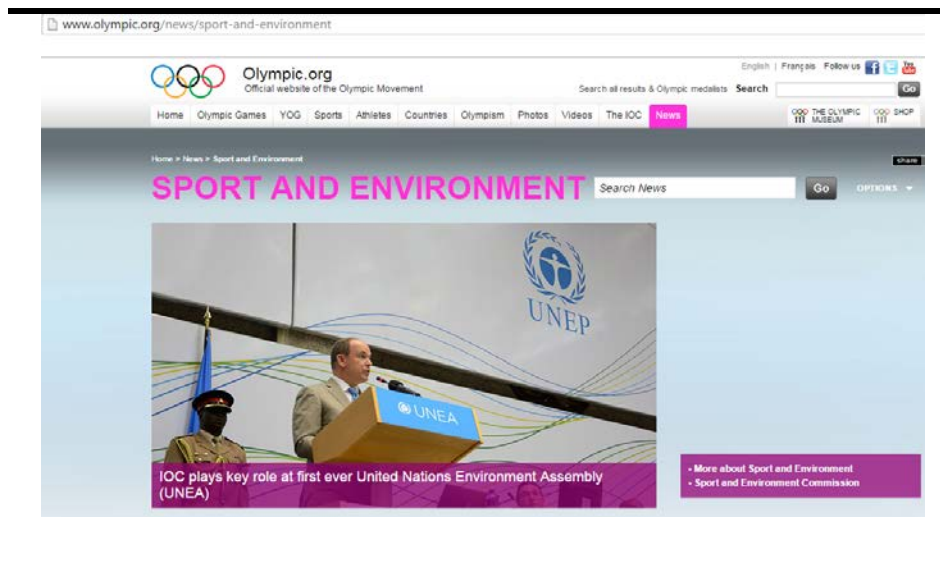 www.olympic.org/news/sport-and-environment
Olympic.org
Official website of the Olympic Movement
English | Français Follow us
You Tube
Search all results & Olympic medalists Search Go
Home Olympic Games YOG Sports Athletes Countries Olympism Photos Videos The IOC News
THE OLYMPIC MUSEUM
SHOP
Home > News > Sport and Environment
share
SPORT AND ENVIRONMENT
Search News Go OPTIONS
UNEP
UNEA
IOC plays key role at first ever United Nations Environment Assembly
(UNEA)
• More about Sport and Environment
• Sport and Environment Commission